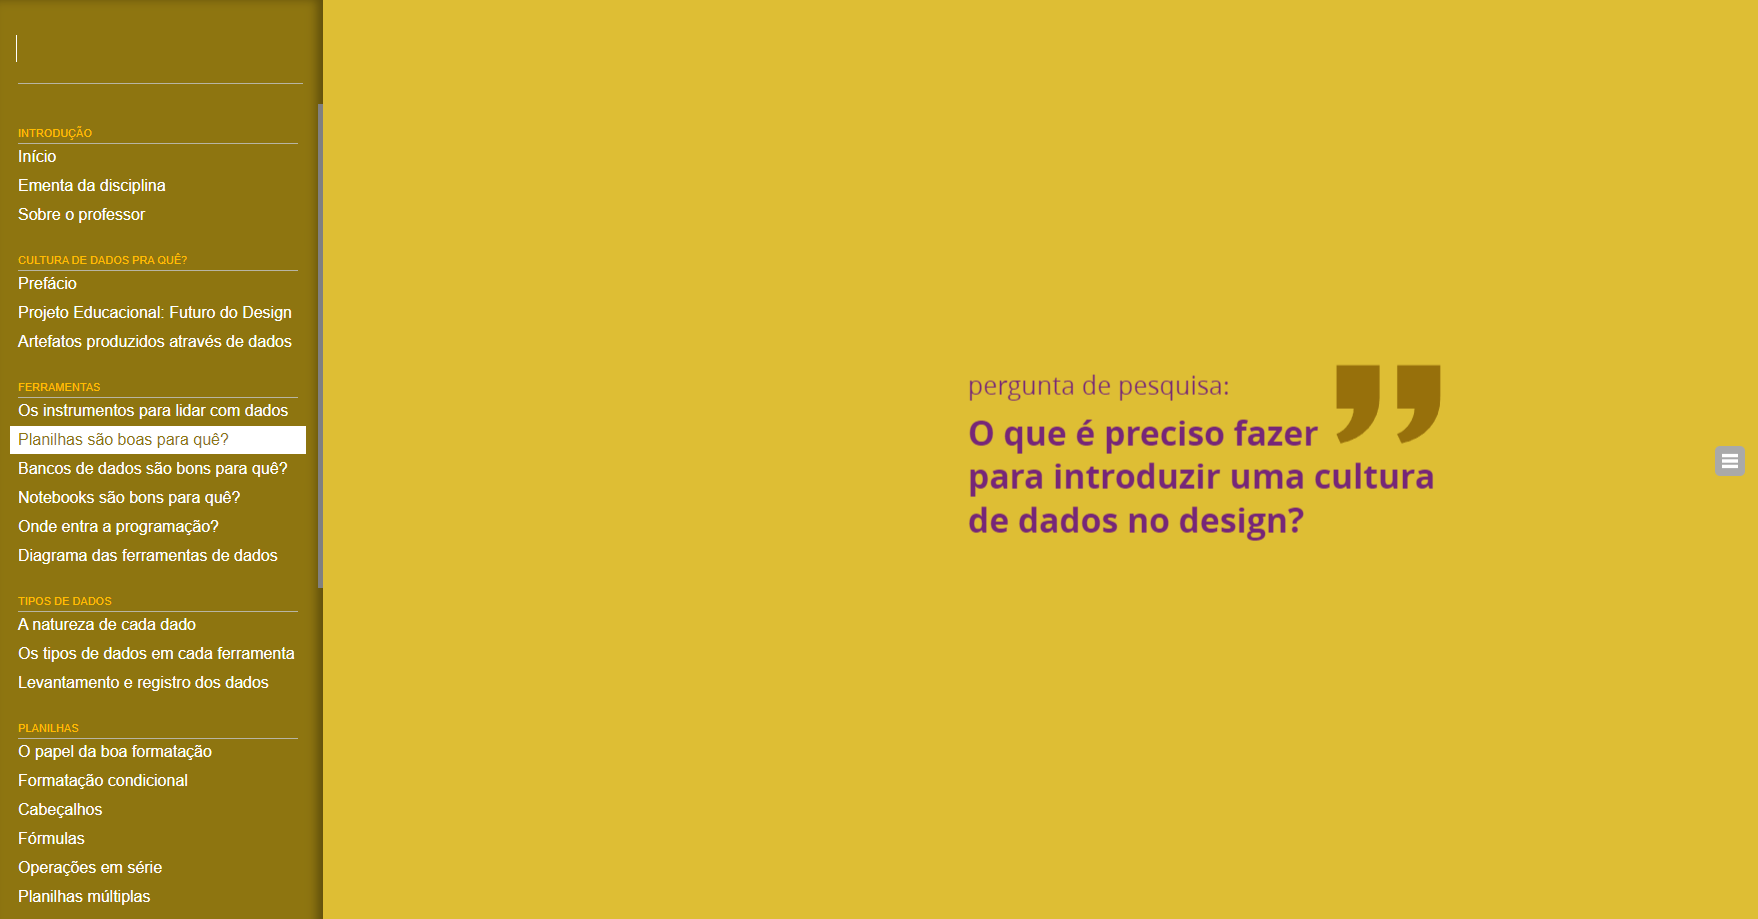 INTRODUÇÃO
Início
Ementa da disciplina
Sobre o professor
CULTURA DE DADOS PRA QUÊ?
Prefácio
Projeto Educacional: Futuro do Design
Artefatos produzidos através de dados
FERRAMENTAS
Os instrumentos para lidar com dados
Planilhas são boas para quê?
Bancos de dados são bons para quê?
Notebooks são bons para quê?
Onde entra a programação?
Diagrama das ferramentas de dados
TIPOS DE DADOS
A natureza de cada dado
Os tipos de dados em cada ferramenta
Levantamento e registro dos dados
PLANILHAS
O papel da boa formatação
Formatação condicional
Cabeçalhos
Fórmulas
Operações em série
Planilhas múltiplas
pergunta de pesquisa:
O que é preciso fazer ”
para introduzir uma cultura
de dados no design?